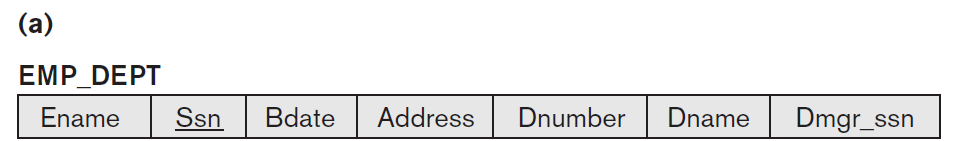 (a)
EMP_DEPT
Ename Ssn Bdate Address Dnumber Dname Dmgr_ssn